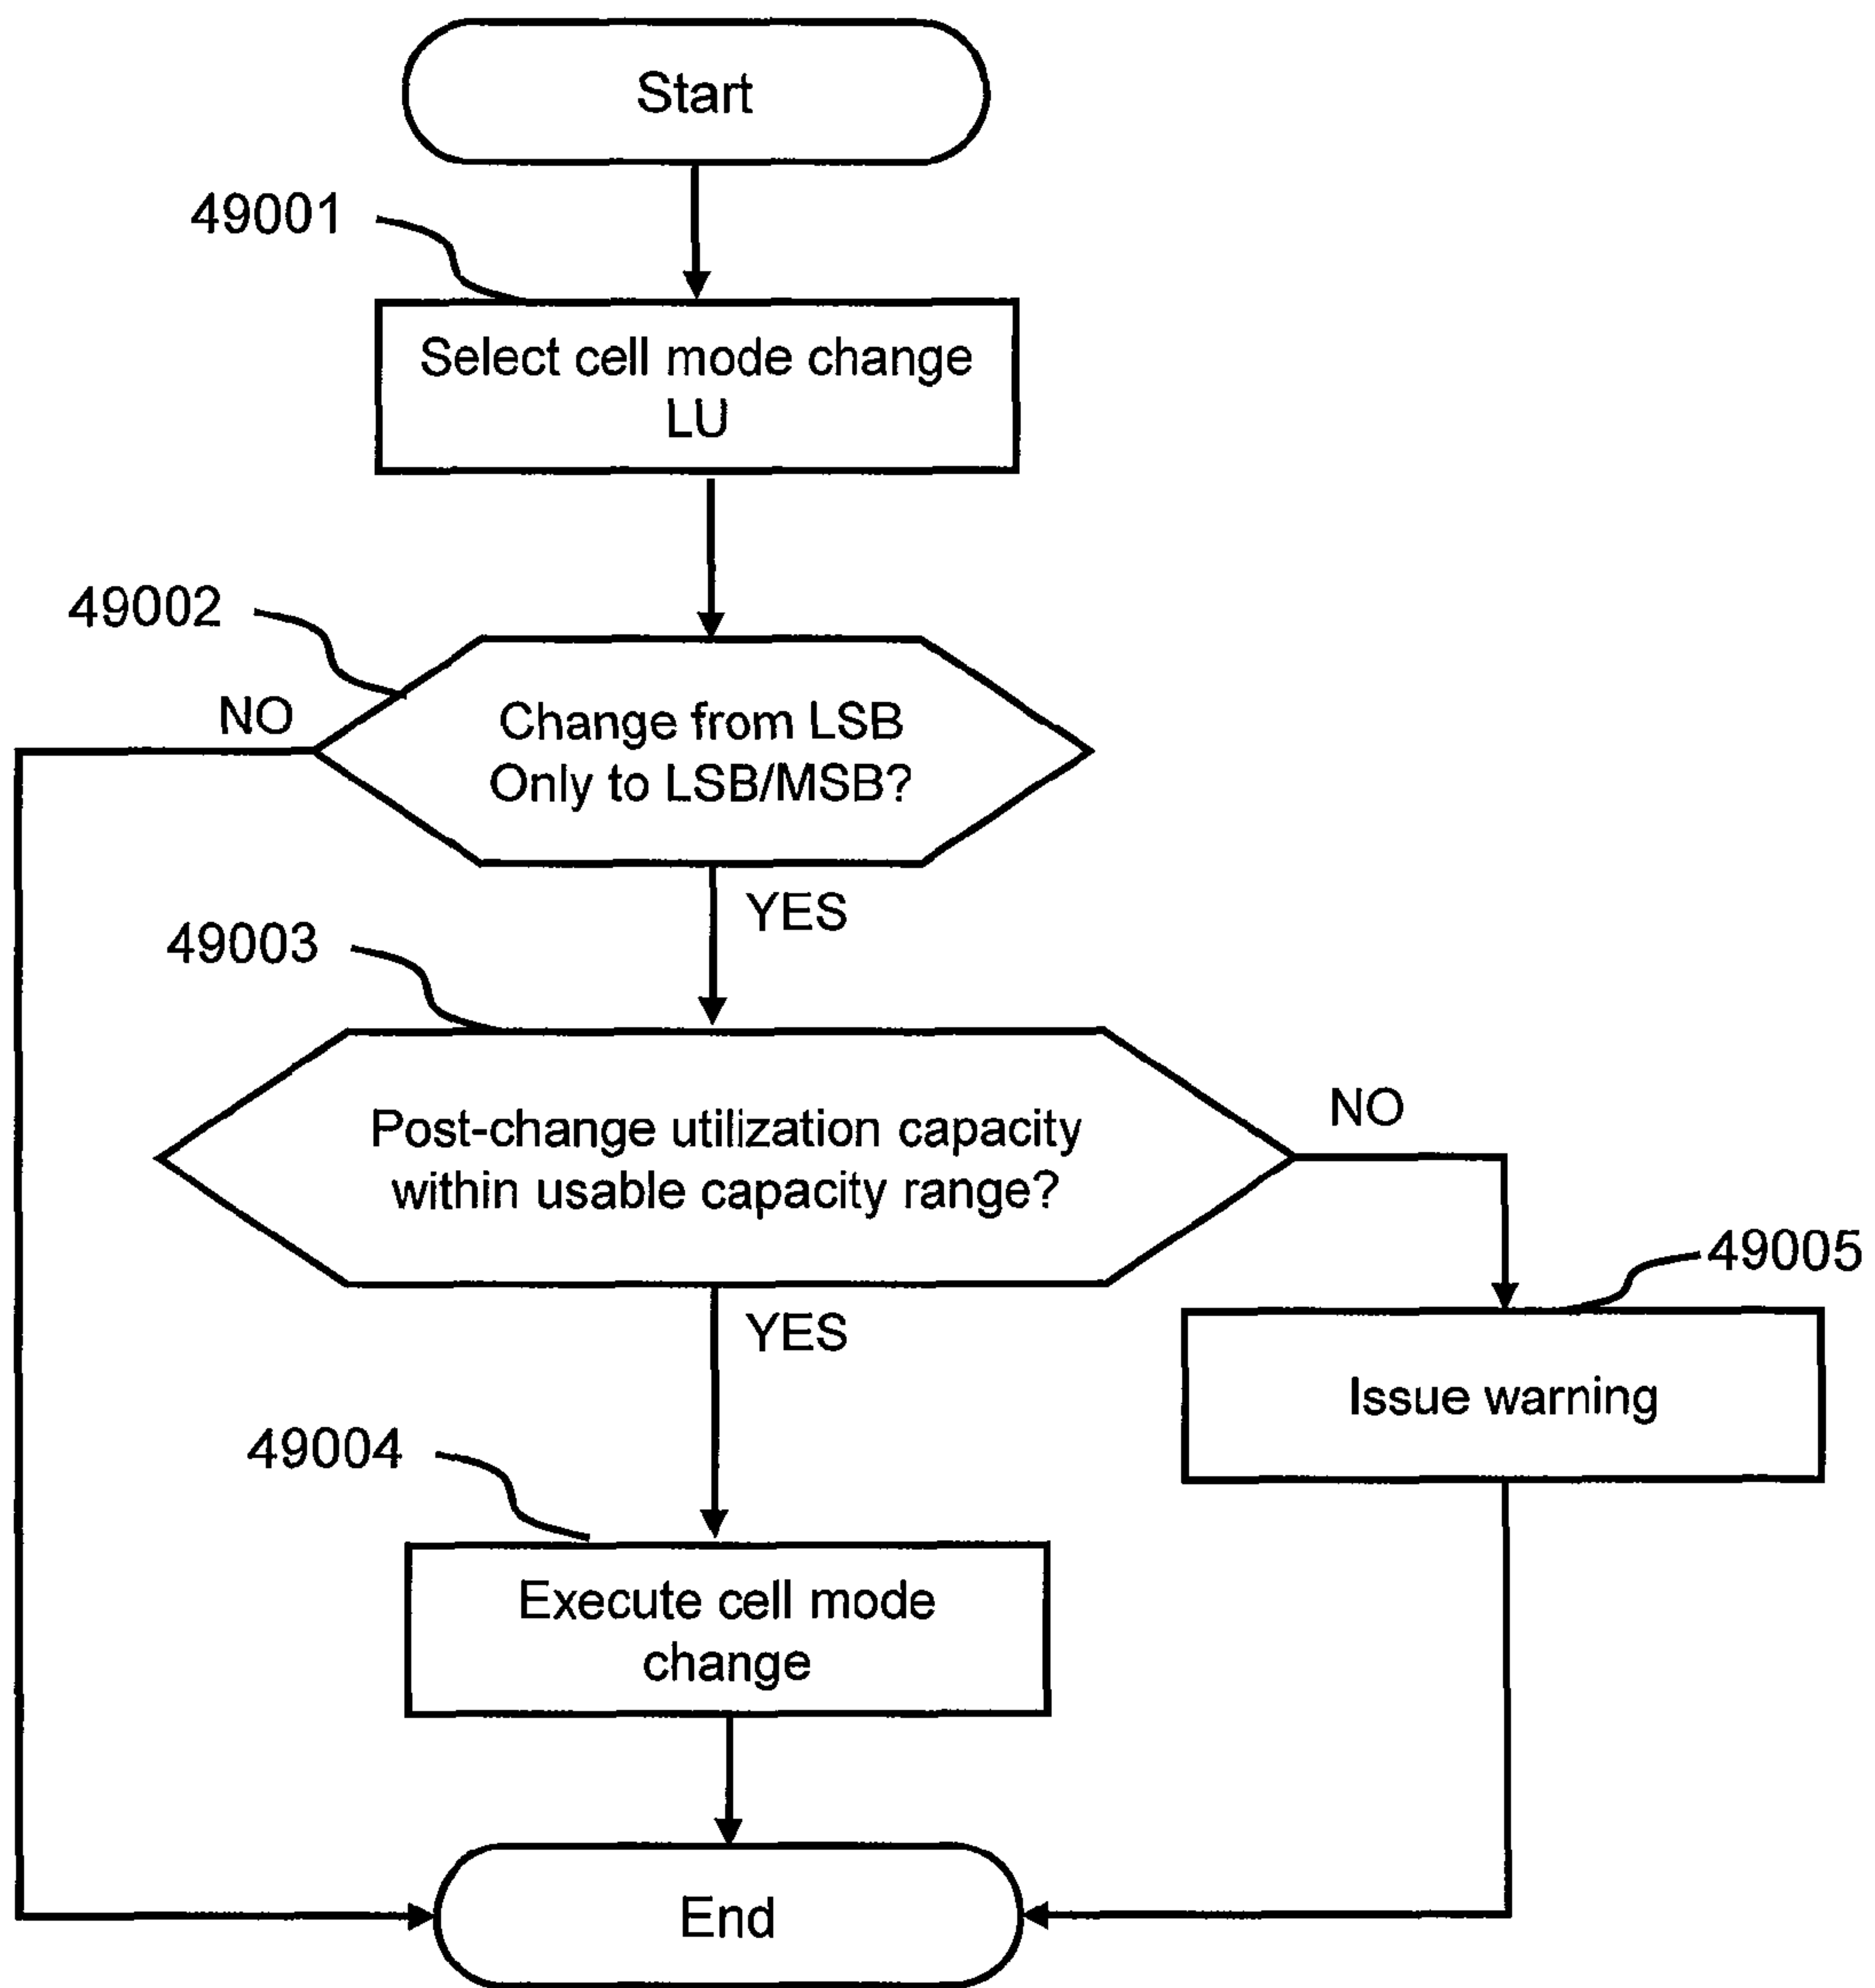 Start
49001
Select cell mode change
LU
49002
NO
Change from LSB
Only to LSB/MSB?
YES
49003
Post-change utilization capacity
within usable capacity range?
NO
49005
YES
Issue warning
49004
Execute cell mode
change
End